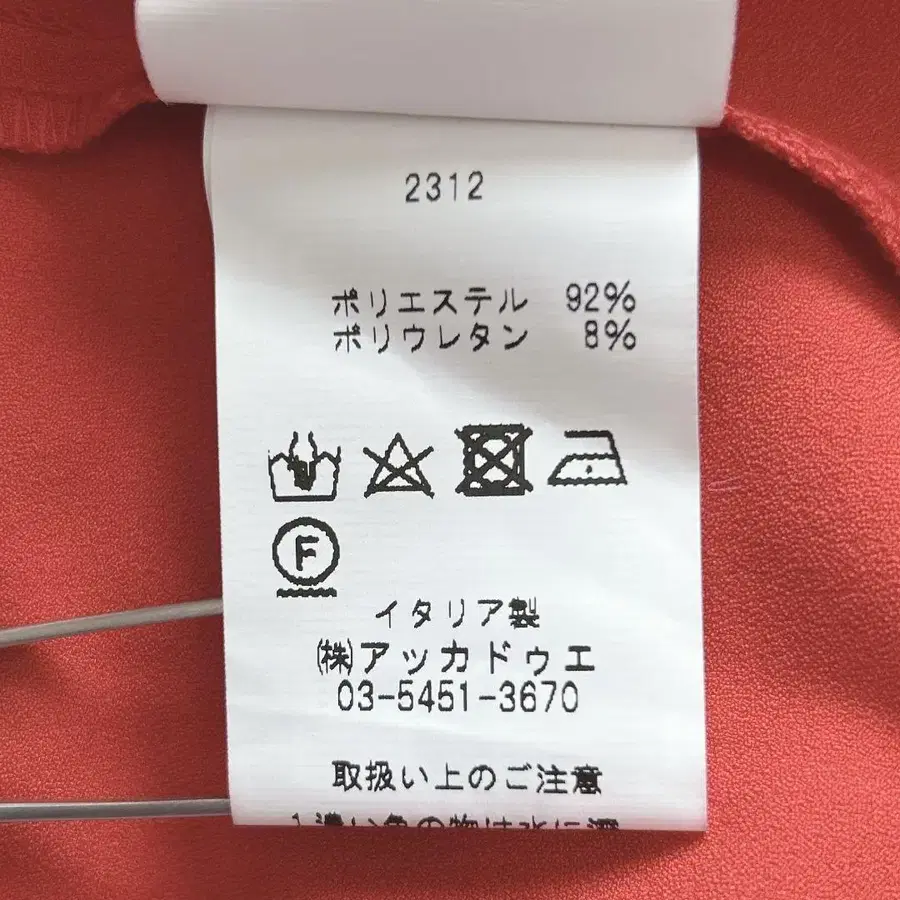 2312
ポリエステル 92%
ポリウレタン 8%
F
イタリア製
(株)アッカドゥエ
03-5451-3670
取扱い上のご注意